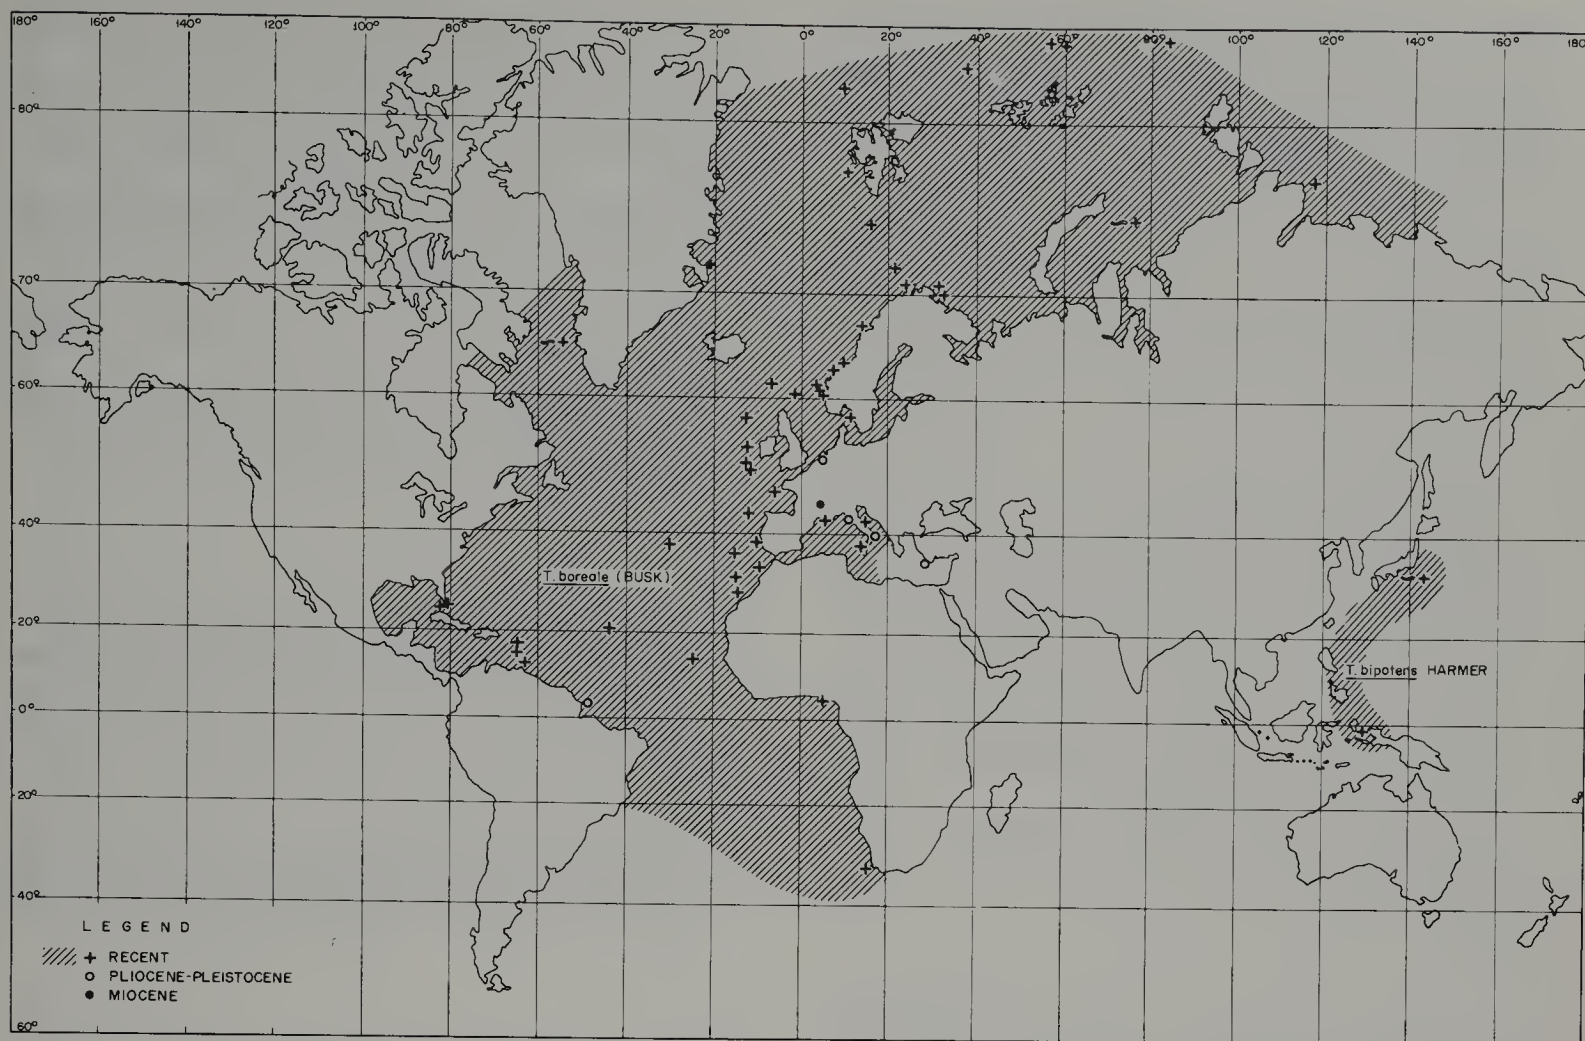 180° 160° 140° 120° 100° 80° 60° 40° 20° 0° 20° 40° 60° 80° 100° 120° 140° 160° 180°
80°
70°
60°
40°
T. boreale (BUSK)
20°
T. bipotens HARMER
0°
20°
40°
LEGEND
+ RECENT
o PLIOCENE-PLEISTOCENE
● MIOCENE
60°